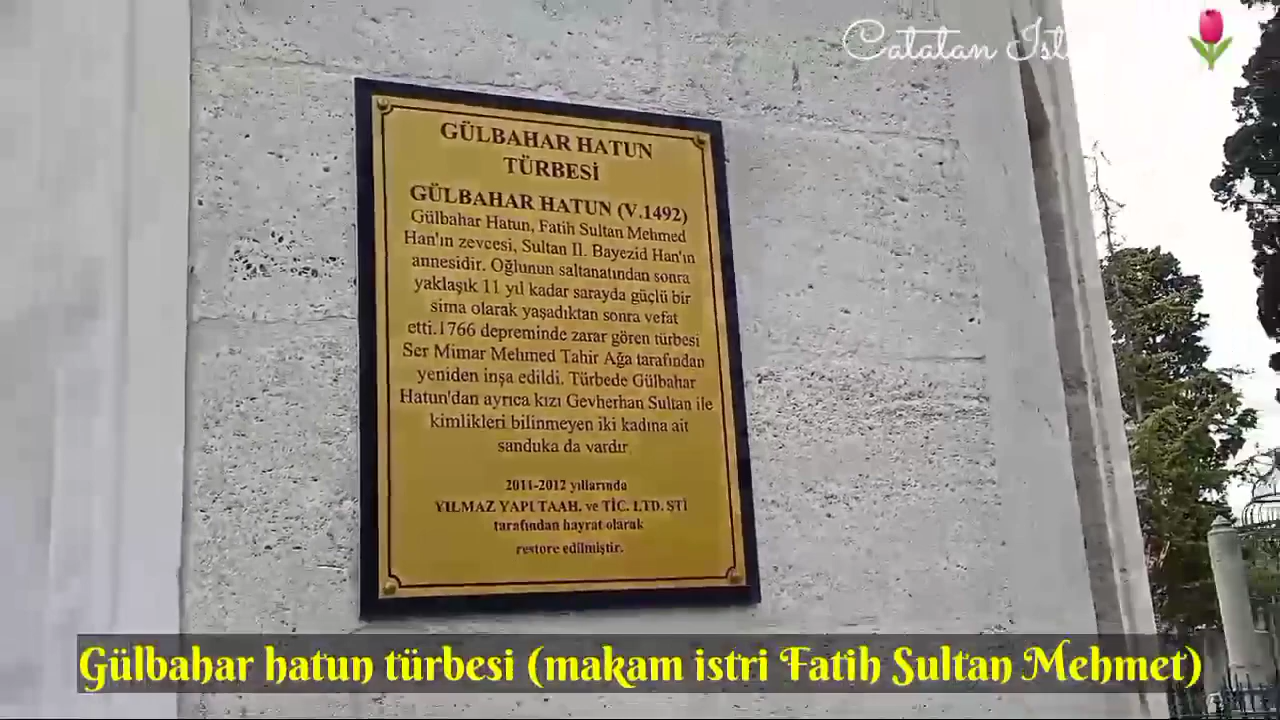 Catatan Ist
GÜLBAHAR HATUN
TÜRBESİ
GÜLBAHAR HATUN (V.1492)
Gülbahar Hatun, Fatih Sultan Mehmed
Han'ın zevcesi, Sultan II. Bayezid Han'ın
annesidir. Oğlunun saltanatından sonra
yaklaşık 11 yıl kadar sarayda güçlü bir
sima olarak yaşadıktan sonra vefat
etti.1766 depreminde zarar gören türbesi
Ser Mimar Mehmed Tahir Ağa tarafından
yeniden inşa edildi. Türbede Gülbahar
Hatun'dan ayrıca kızı Gevherhan Sultan ile
kimlikleri bilinmeyen iki kadına ait
sanduka da vardır
2011-2012 yıllarında
YILMAZ YAPI TAAH. ve TİC. LTD. ŞTİ
tarafından hayrat olarak
restore edilmiştir.
Gülbahar hatun türbesi (makam istri Fatih Sultan Mehmet)